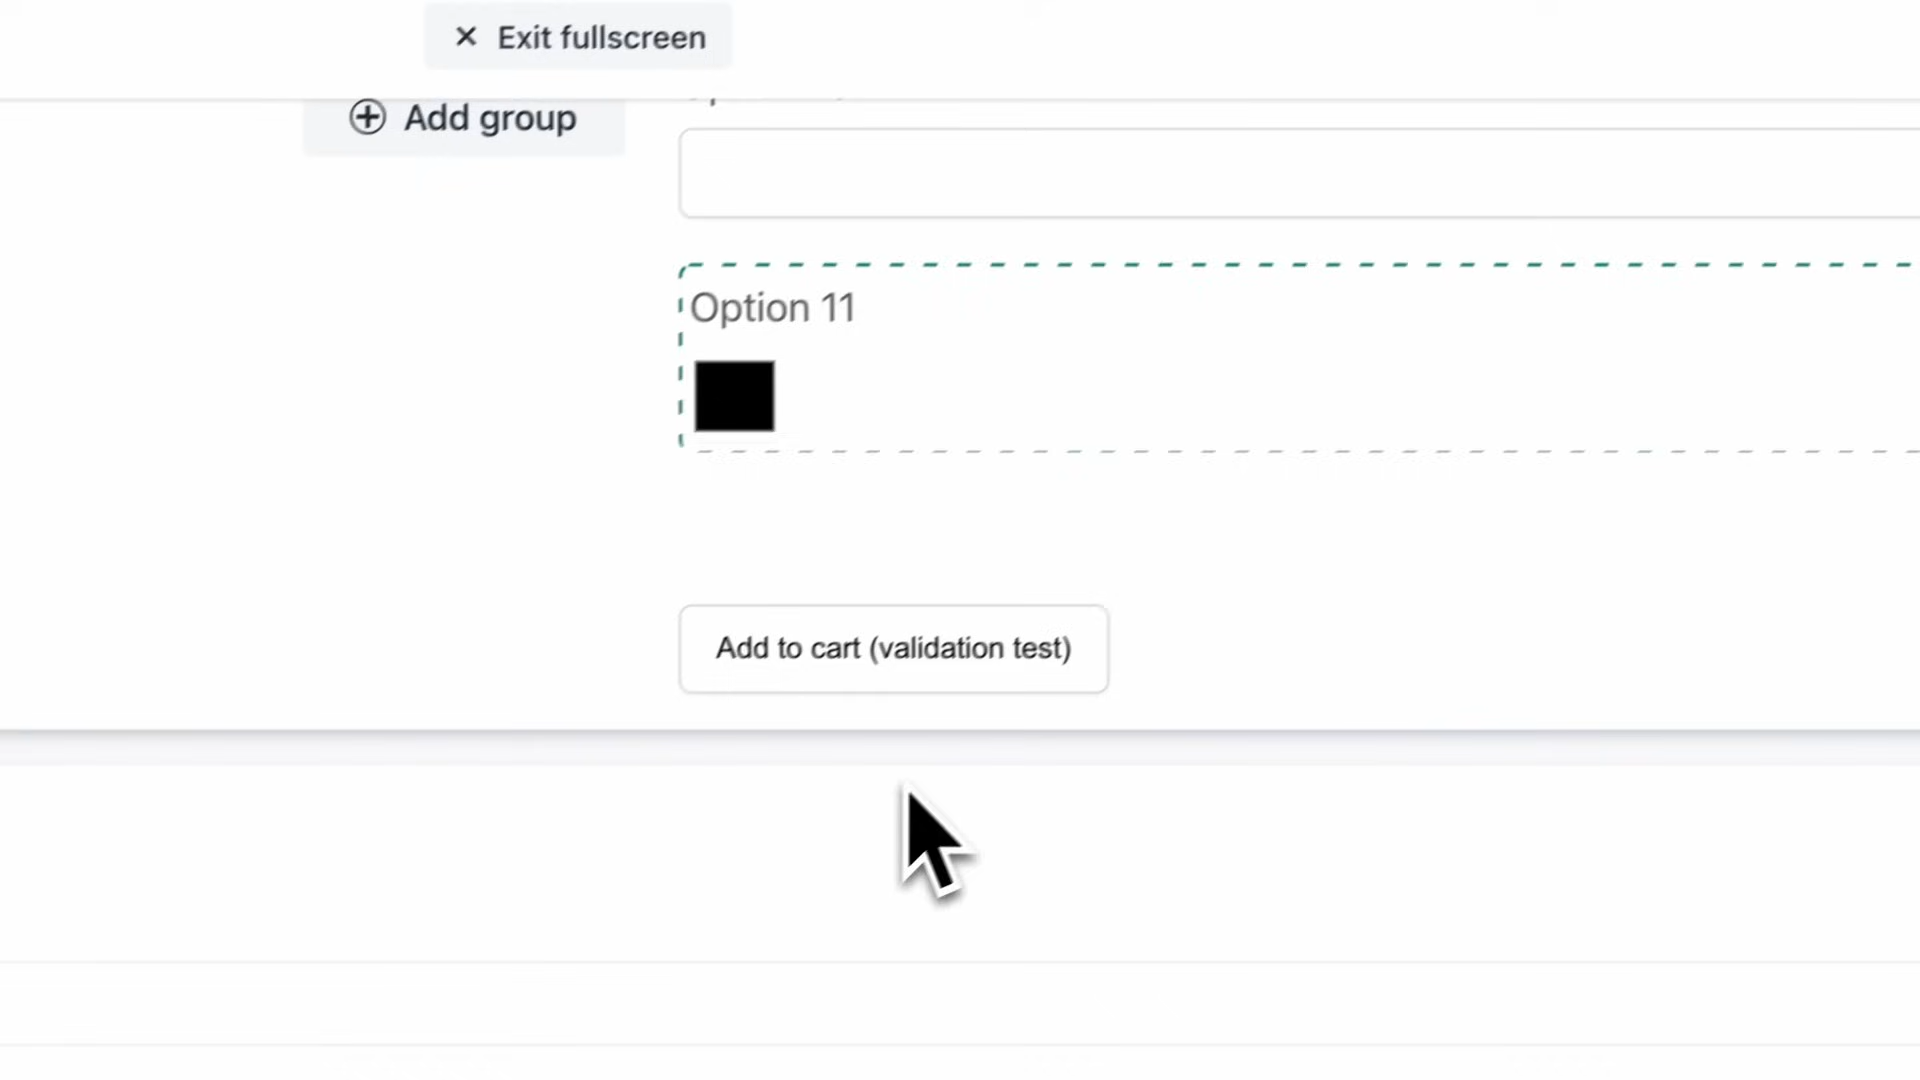 Exit fullscreen
Add group
Option 11
Add to cart (validation test)